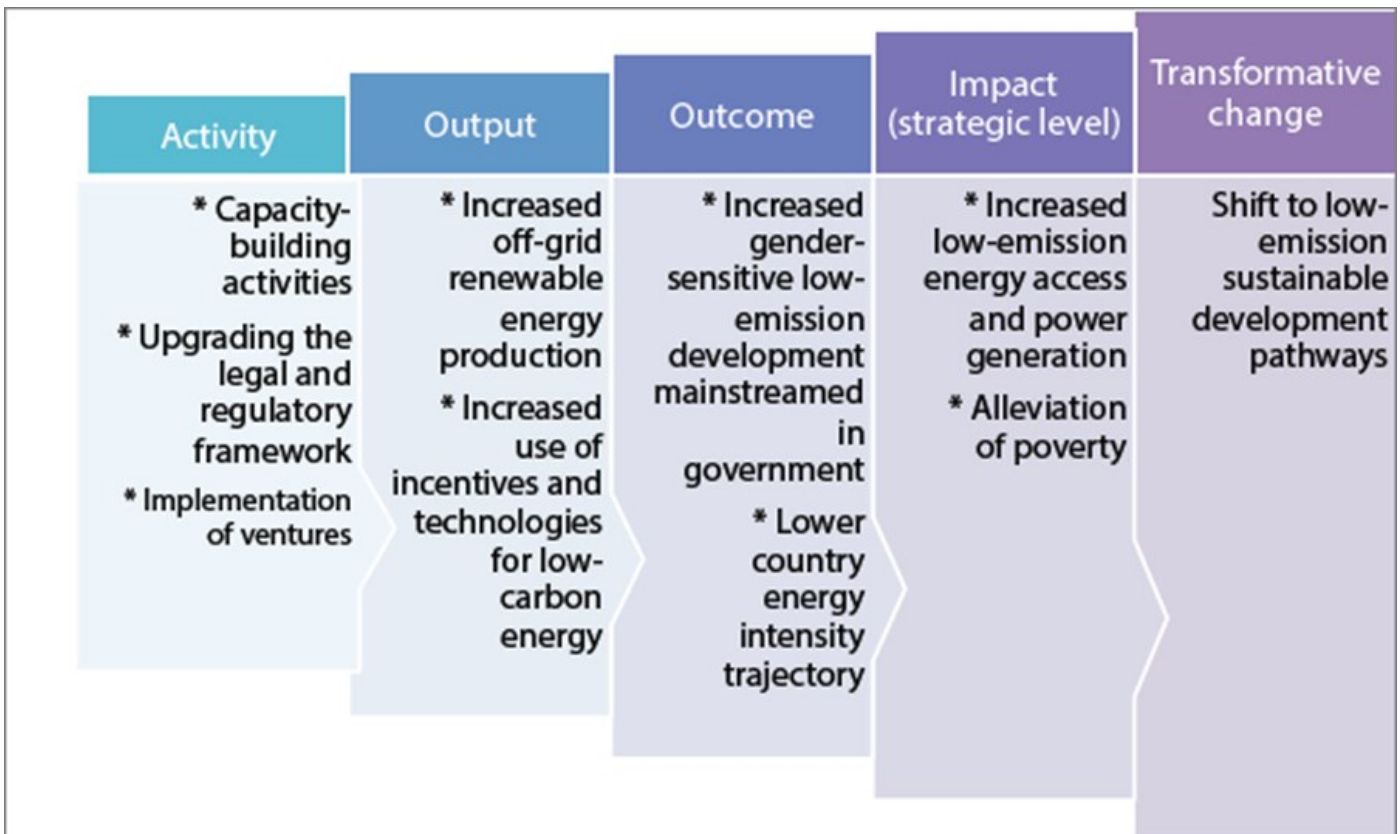 Activity
* Capacity-
building
activities
* Upgrading the
legal and
regulatory
framework
* Implementation
of ventures
Output
* Increased
off-grid
renewable
energy
production
* Increased
use of
incentives and
technologies
for low-
carbon
energy
Outcome
* Increased
gender-
sensitive low-
emission
development
mainstreamed
in
government
* Lower
country
energy
intensity
trajectory
Impact
(strategic level)
* Increased
low-emission
energy access
and power
generation
* Alleviation
of poverty
Transformative
change
Shift to low-
emission
sustainable
development
pathways